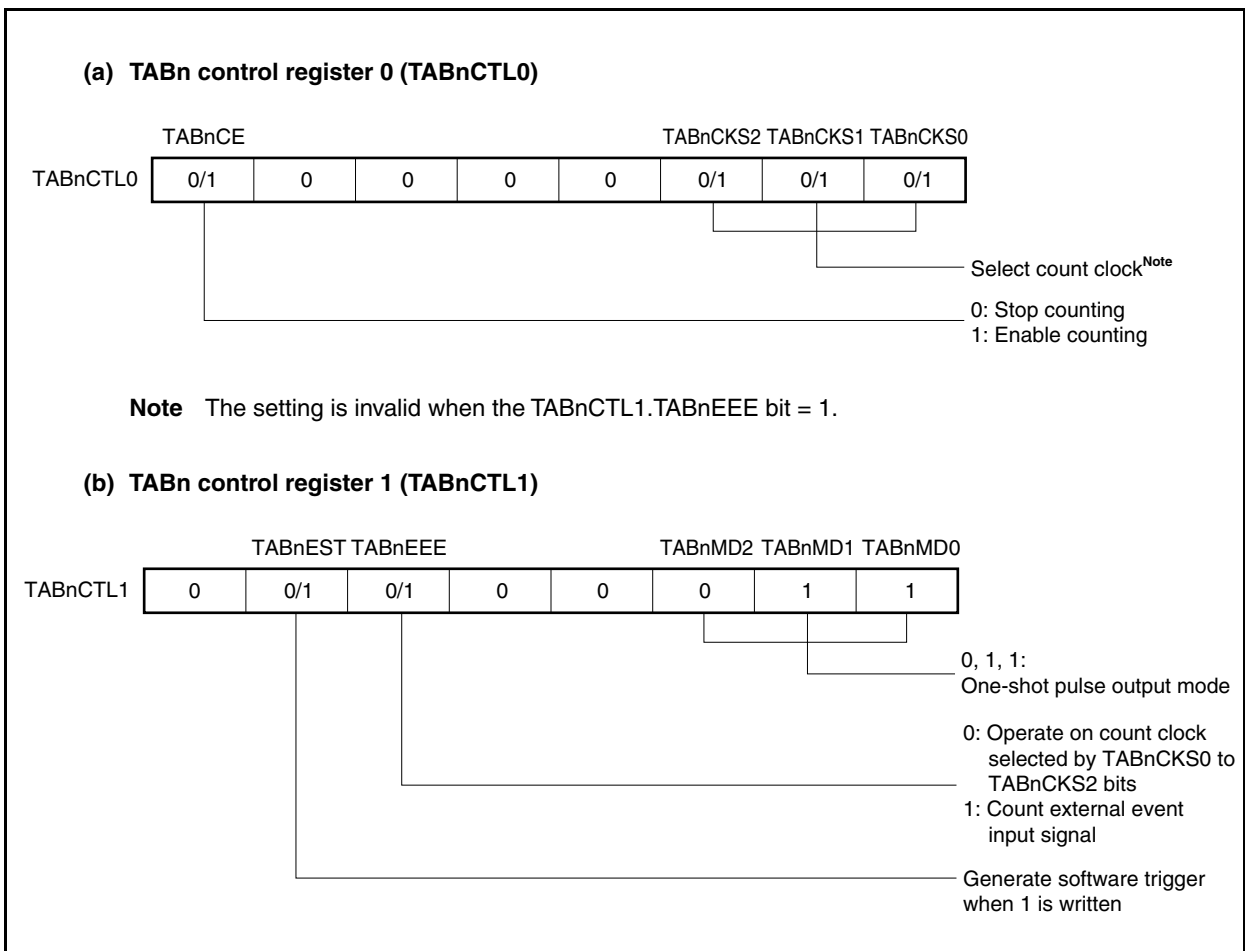 (a) TABn control register 0 (TABnCTL0)
TABnCE TABnCKS2 TABnCKS1 TABnCKS0
TABnCTL0 0/1 0 0 0 0 0/1 0/1 0/1
Select count clockNote
0: Stop counting
1: Enable counting
Note The setting is invalid when the TABnCTL1.TABnEEE bit = 1.
(b) TABn control register 1 (TABnCTL1)
TABnEST TABnEEE TABnMD2 TABnMD1 TABnMD0
TABnCTL1 0 0/1 0/1 0 0 0 1 1
0, 1, 1:
One-shot pulse output mode
0: Operate on count clock
selected by TABnCKS0 to
TABnCKS2 bits
1: Count external event
input signal
Generate software trigger
when 1 is written